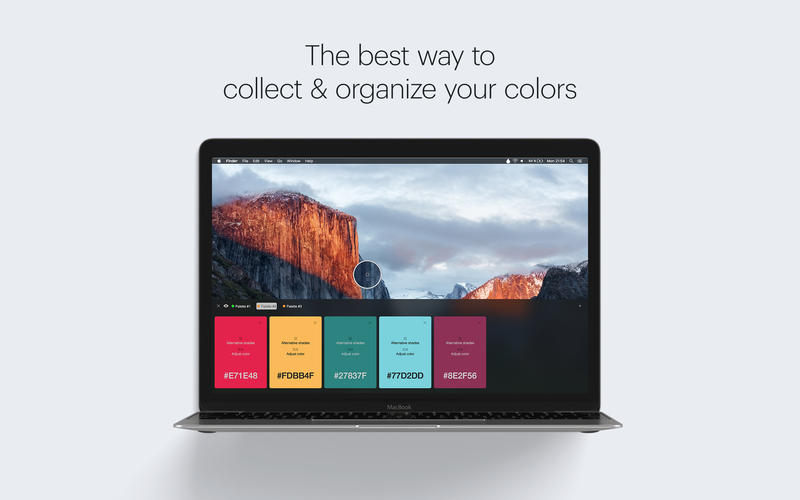 The best way to
collect & organize your colors
Finder File Edit View Go Window Help
Mon 21:54
Palette #1 Palette #2 Palette #3
Alternative shades Alternative shades Alternative shades Alternative shades Alternative shades
Adjust color Adjust color Adjust color Adjust color Adjust color
#E71E48 #FDBB4F #27837F #77D2DD #8E2F56
MacBook